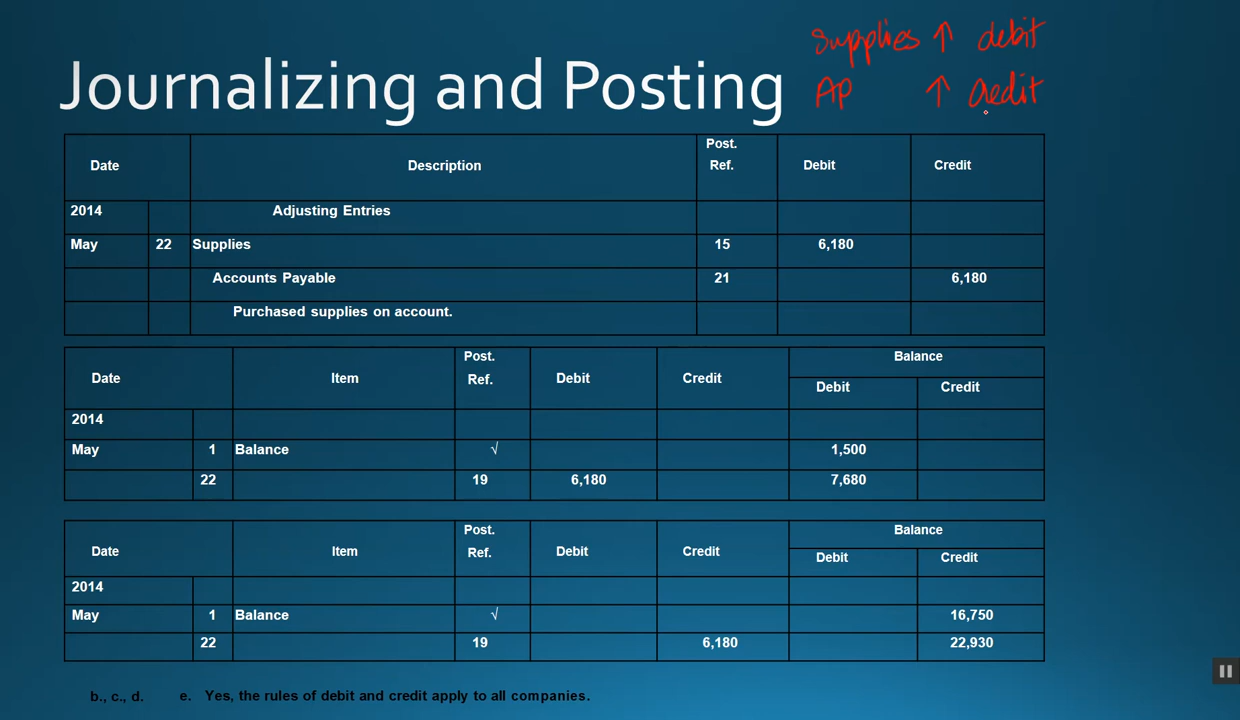 Supplies ↑ debit
Journalizing and Posting
AP ↑ credit
Date Description Post. Ref. Debit Credit
2014 Adjusting Entries
May 22 Supplies 15 6,180
Accounts Payable 21 6,180
Purchased supplies on account.
Date Item Post. Ref. Debit Credit Balance
Debit Credit
2014
May 1 Balance √ 1,500
22 19 6,180 7,680
Date Item Post. Ref. Debit Credit Balance
Debit Credit
2014
May 1 Balance √ 16,750
22 19 6,180 22,930
b., c., d. e. Yes, the rules of debit and credit apply to all companies.